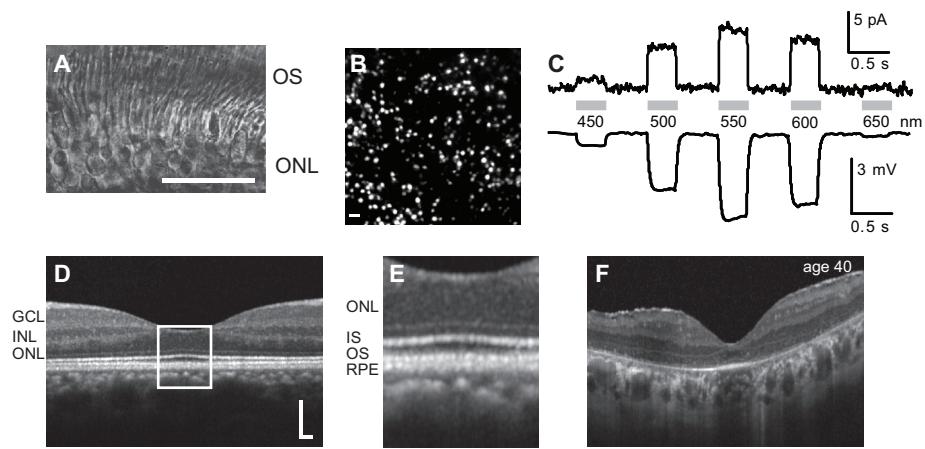 A
OS
ONL
B
C
5 pA
0.5 s
450 500 550 600 650 nm
3 mV
0.5 s
D
GCL
INL
ONL
E
ONL
IS
OS
RPE
F
age 40